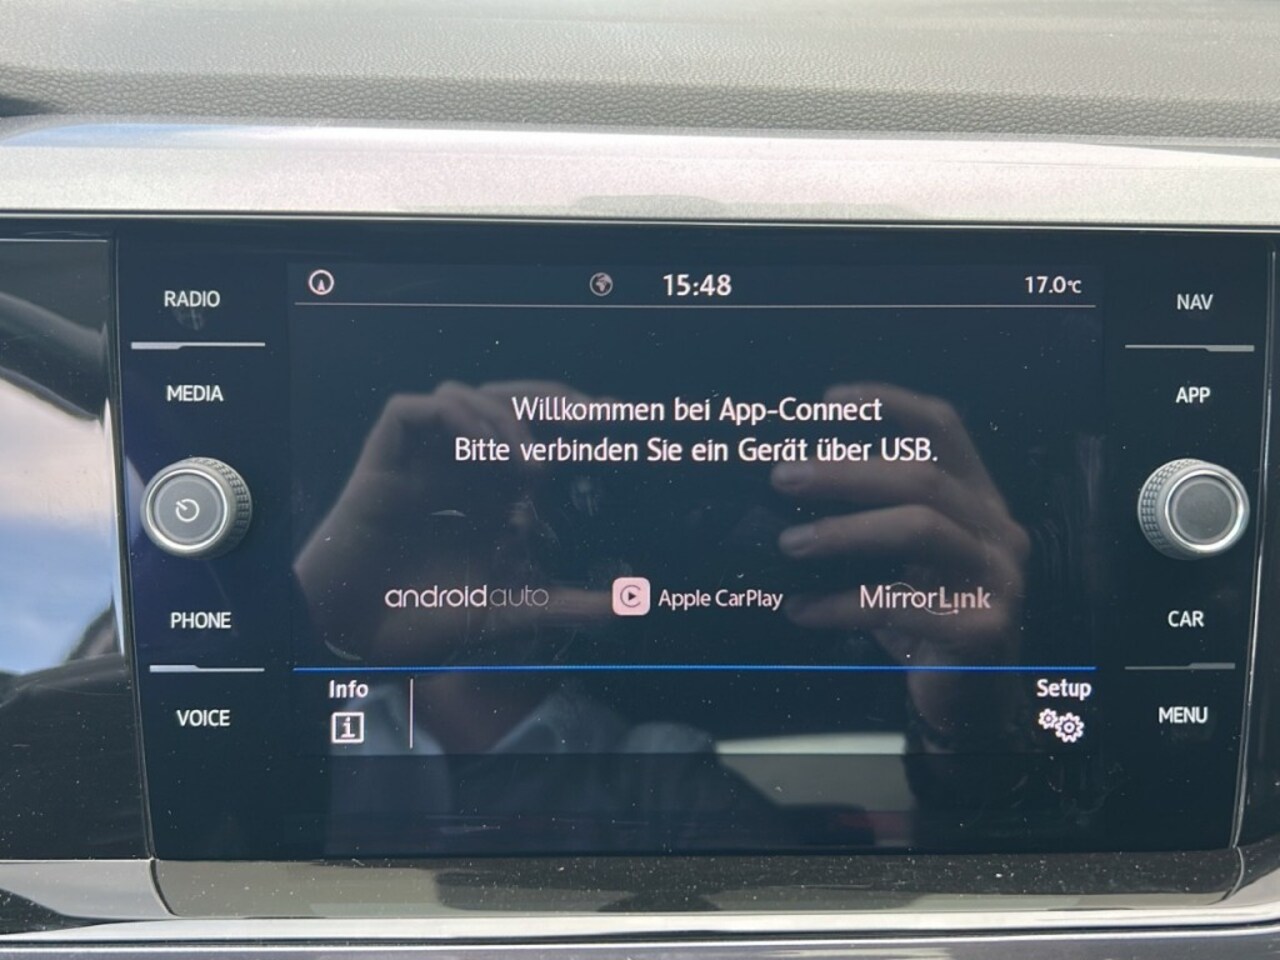 15:48
17.0°C
RADIO
MEDIA
PHONE
VOICE
Willkommen bei App-Connect
Bitte verbinden Sie ein Gerät über USB.
androidauto
Apple CarPlay
MirrorLink
Info
i
Setup
NAV
APP
CAR
MENU